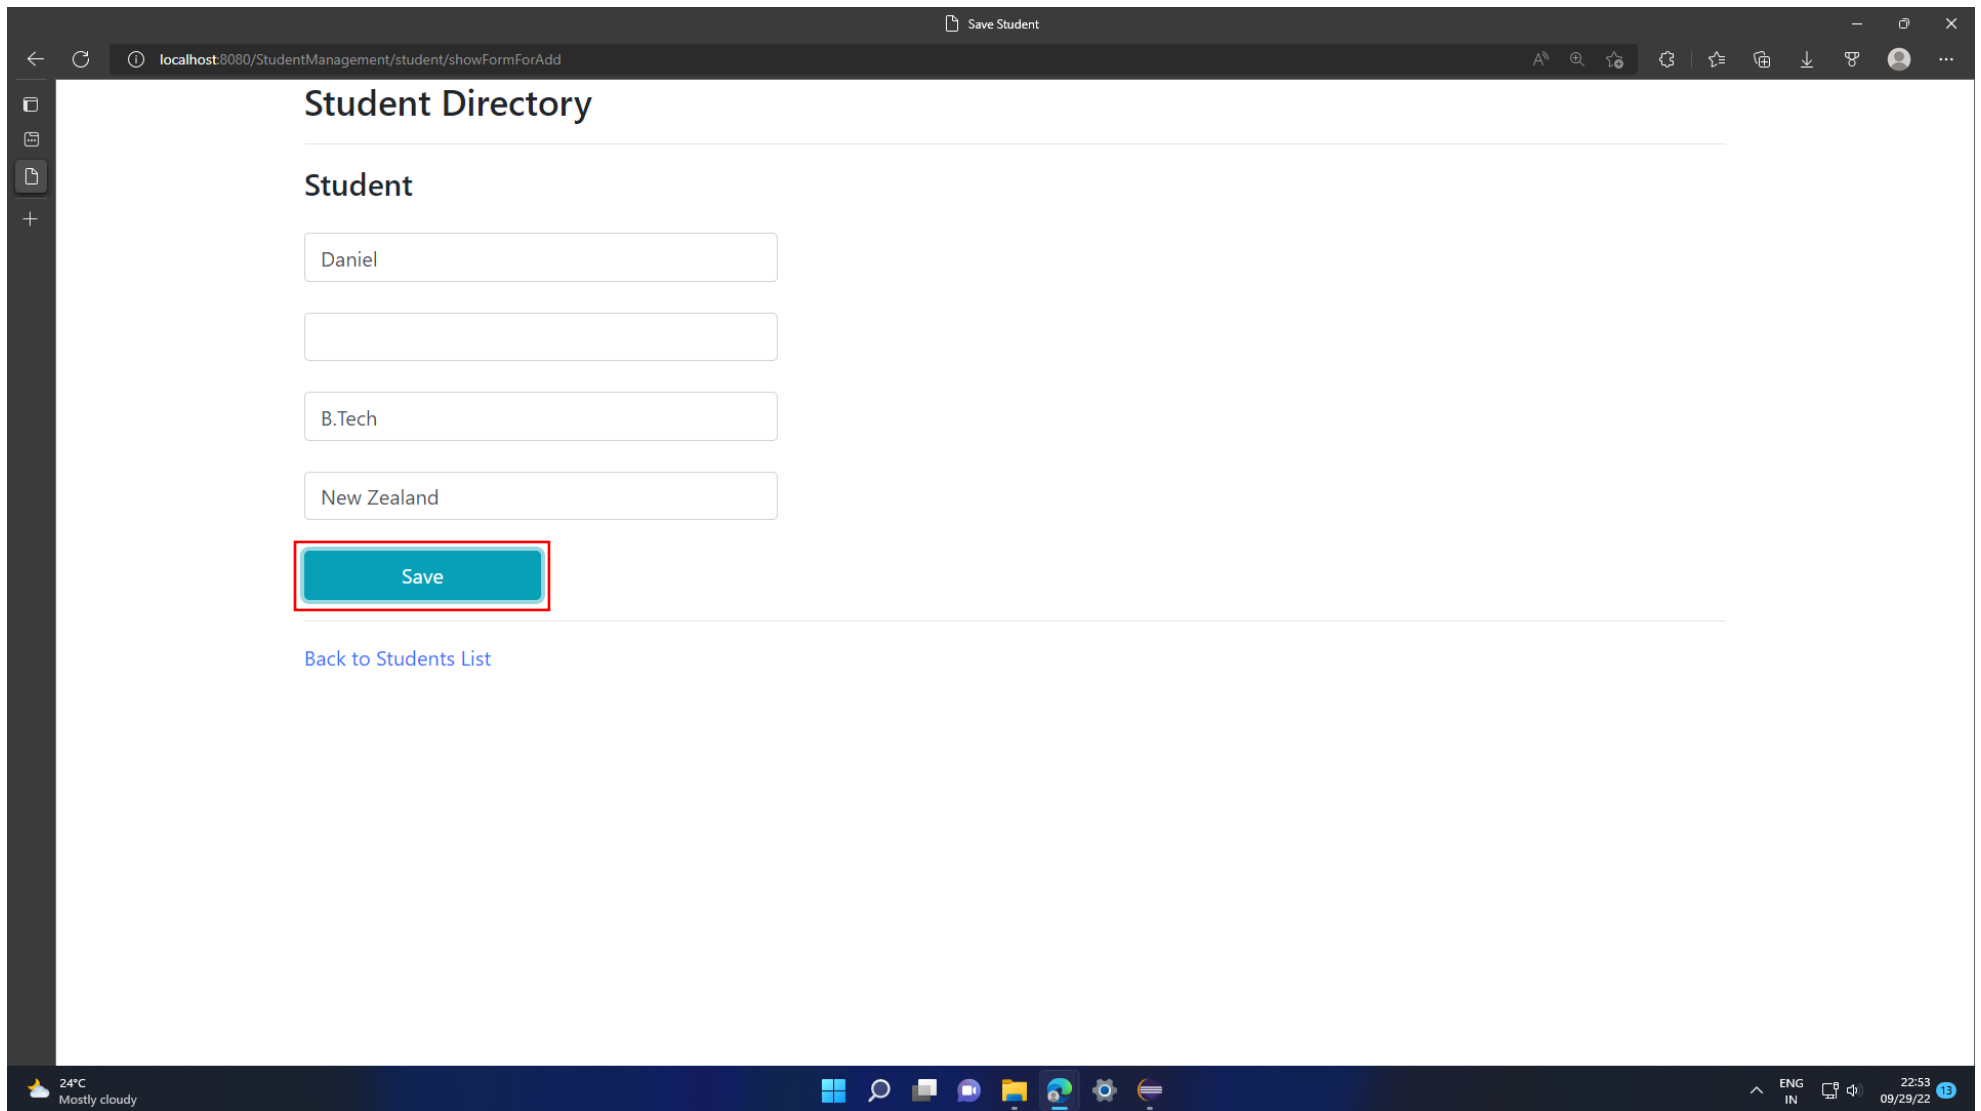 Save Student
localhost:8080/StudentManagement/student/showFormForAdd
Student Directory
Student
Daniel
B.Tech
New Zealand
Save
Back to Students List
24°C
Mostly cloudy
ENG
IN
22:53
09/29/22
13